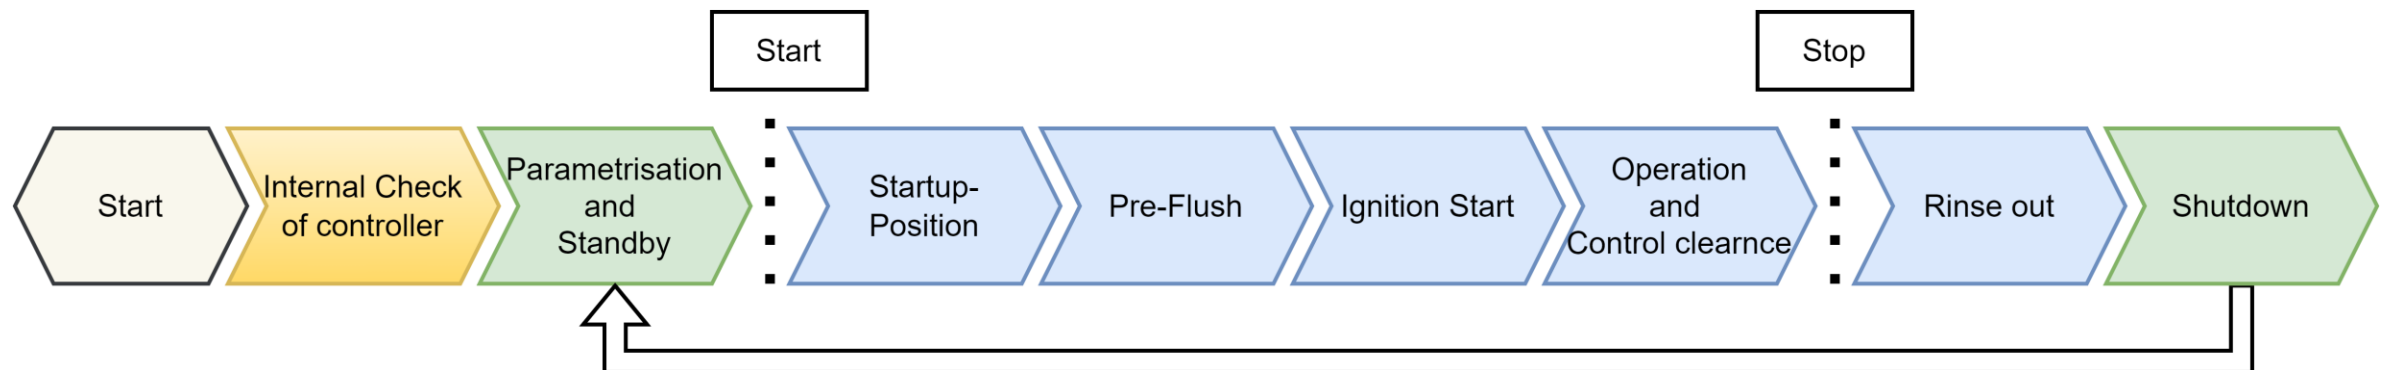 Start
Stop
Start
Internal Check
of controller
Parametrisation
and
Standby
Startup-
Position
Pre-Flush
Ignition Start
Operation
and
Control clearnce
Rinse out
Shutdown